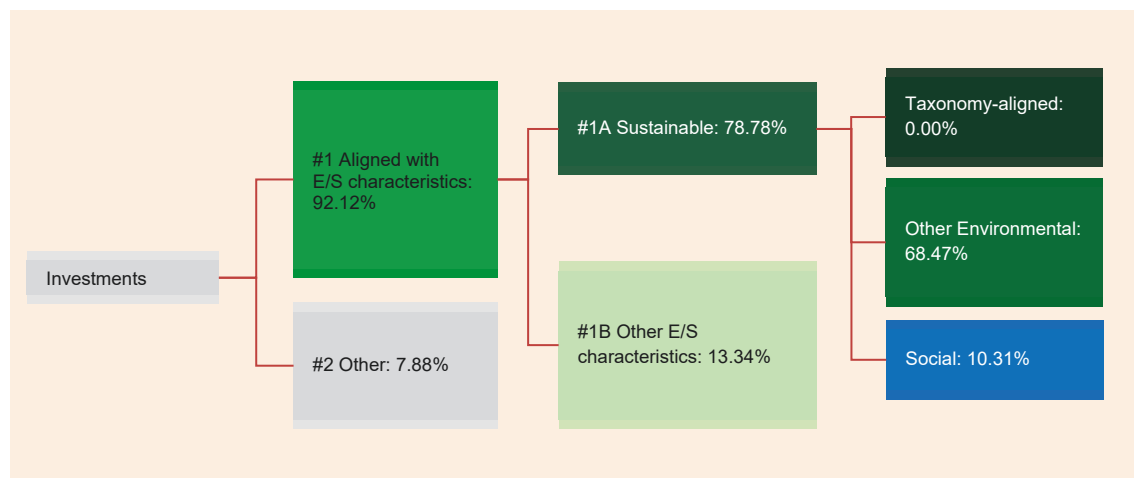 Investments
#1 Aligned with
E/S characteristics:
92.12%
#2 Other: 7.88%
#1A Sustainable: 78.78%
#1B Other E/S
characteristics: 13.34%
Taxonomy-aligned:
0.00%
Other Environmental:
68.47%
Social: 10.31%